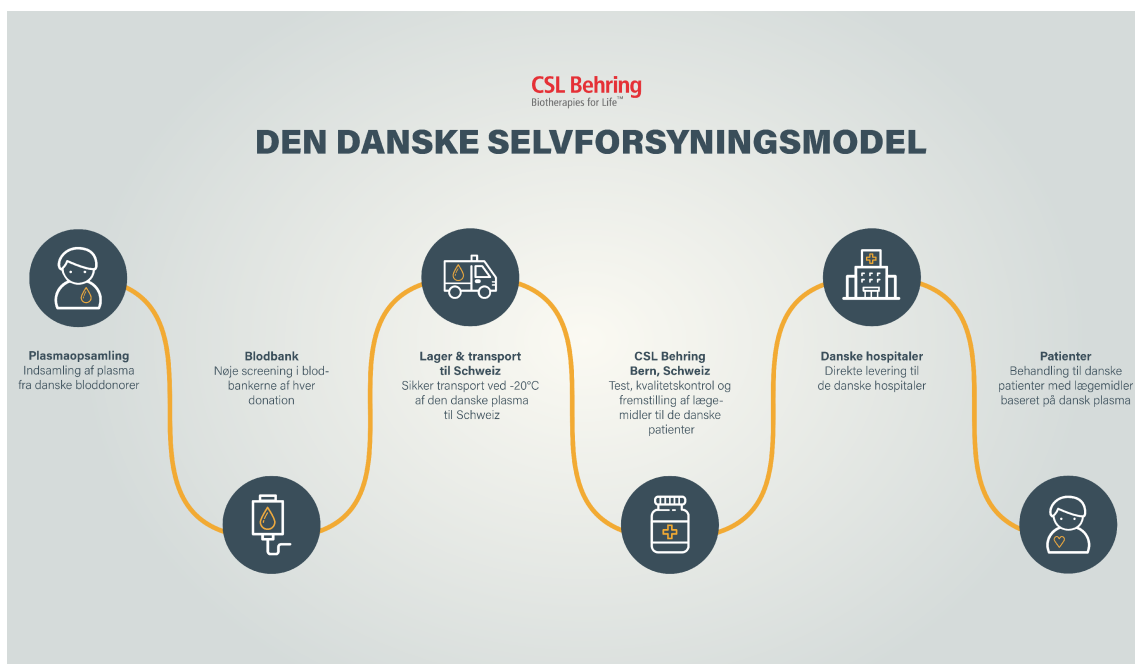 CSL Behring
Biotherapies for Life™
DEN DANSKE SELVFORSYNINGSMODEL
Plasmaopsamling
Indsamling af plasma
fra danske bloddonorer
Blodbank
Nøje screening i blod-
bankerne af hver
donation
Lager & transport
til Schweiz
Sikker transport ved -20°C
af den danske plasma
til Schweiz
CSL Behring
Bern, Schweiz
Test, kvalitetskontrol og
fremstilling af læge-
midler til de danske
patienter
Danske hospitaler
Direkte levering til
de danske hospitaler
Patienter
Behandling til danske
patienter med lægemidler
baseret på dansk plasma